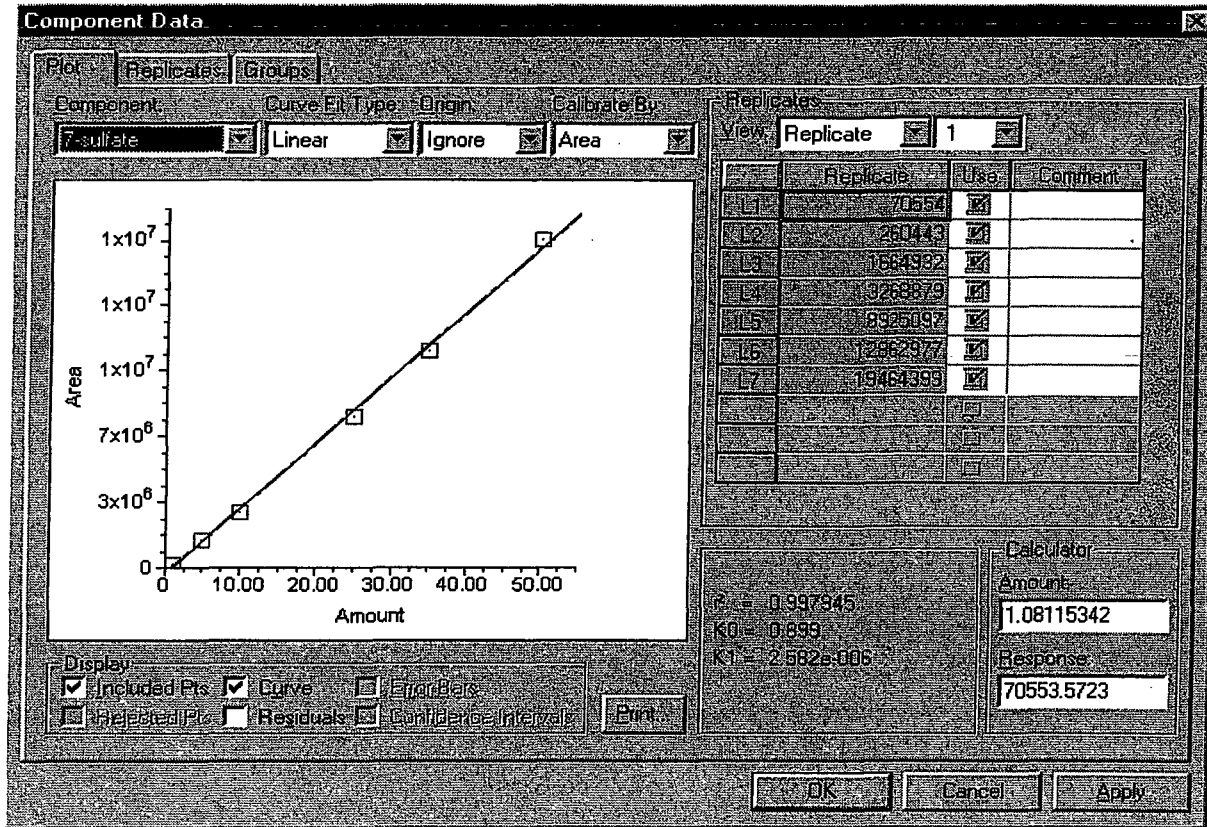 Component Data
Plot Replicates Groups
Component: Curve Fit Type Origin: Calibrate By:
7-sulfate Linear Ignore Area
Area
1x10⁷
1x10⁷
1x10⁷
7x10⁶
3x10⁶
0
0 10.00 20.00 30.00 40.00 50.00
Amount
Display
Included Pts Curve Error Bars
Rejected Pts Residuals Confidence Intervals
Print...
Replicates
View: Replicate 1
Replicate Use Comment
L1 70554
L2 260443
L3 1664932
L4 3268879
L5 8925097
L6 12862977
L7 19464399
r² = 0.997945
K0 = 0.899
K1 = 2.582e-006
Calculator
Amount:
1.08115342
Response:
70553.5723
OK Cancel Apply